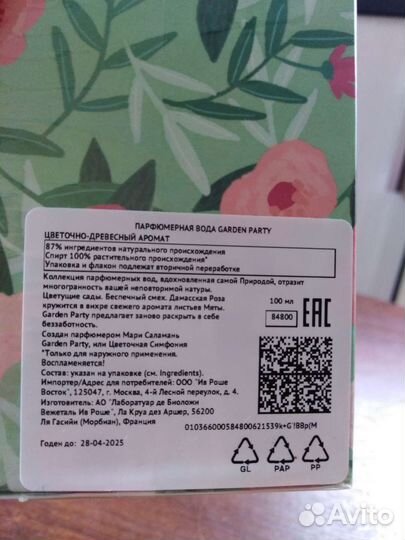 ПАРФЮМЕРНАЯ ВОДА GARDEN PARTY
ЦВЕТОЧНО-ДРЕВЕСНЫЙ АРОМАТ
87% ингредиентов натурального происхождения
Спирт 100% растительного происхождения*
Упаковка и флакон подлежат вторичной переработке
Коллекция парфюмерных вод, вдохновленная самой Природой, отразит
многогранность вашей неповторимой натуры.
Цветущие сады. Беспечный смех. Дамасская Роза
кружится в вихре свежего аромата листьев Мяты.
Garden Party предлагает заново раскрыть в себе
беззаботность.
Создан парфюмером Мари Саламань
Garden Party, или Цветочная Симфония
*Только для наружного применения.
Воспламеняется!
Состав: указан на упаковке (см. Ingredients).
Импортер/Адрес для потребителей: ООО "Ив Роше
Восток", 125047, г. Москва, 4-й Лесной переулок, д. 4.
Изготовитель: АО "Лаборатуар де Биоложи
Вежеталь Ив Роше", Ла Круа дез Аршер, 56200
Ля Гасийи (Морбиан), Франция
Годен до: 28-04-2025
100 мл
84800
EAC
010366000584800621539k+G'!BBp(M
GL PAP PP
Avito